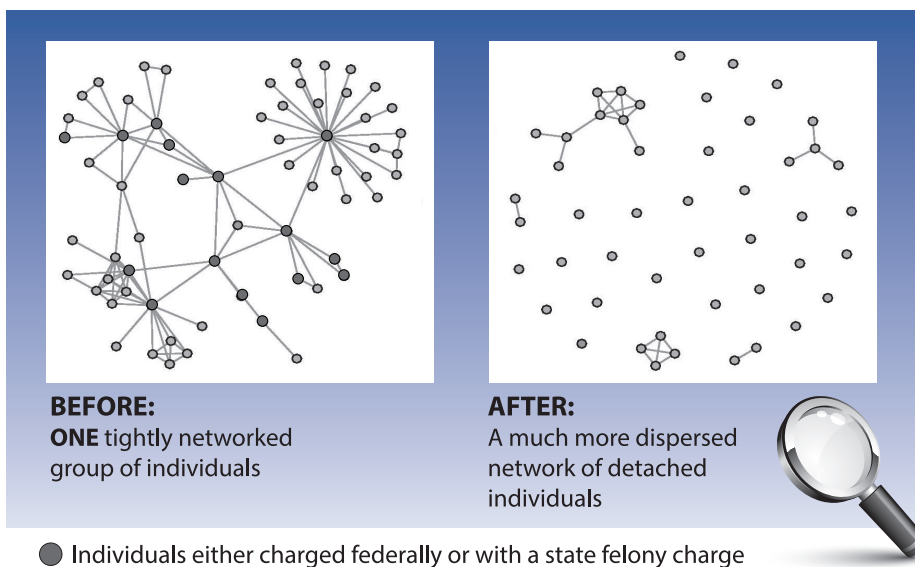 BEFORE:
ONE tightly networked
group of individuals
AFTER:
A much more dispersed
network of detached
individuals
Individuals either charged federally or with a state felony charge